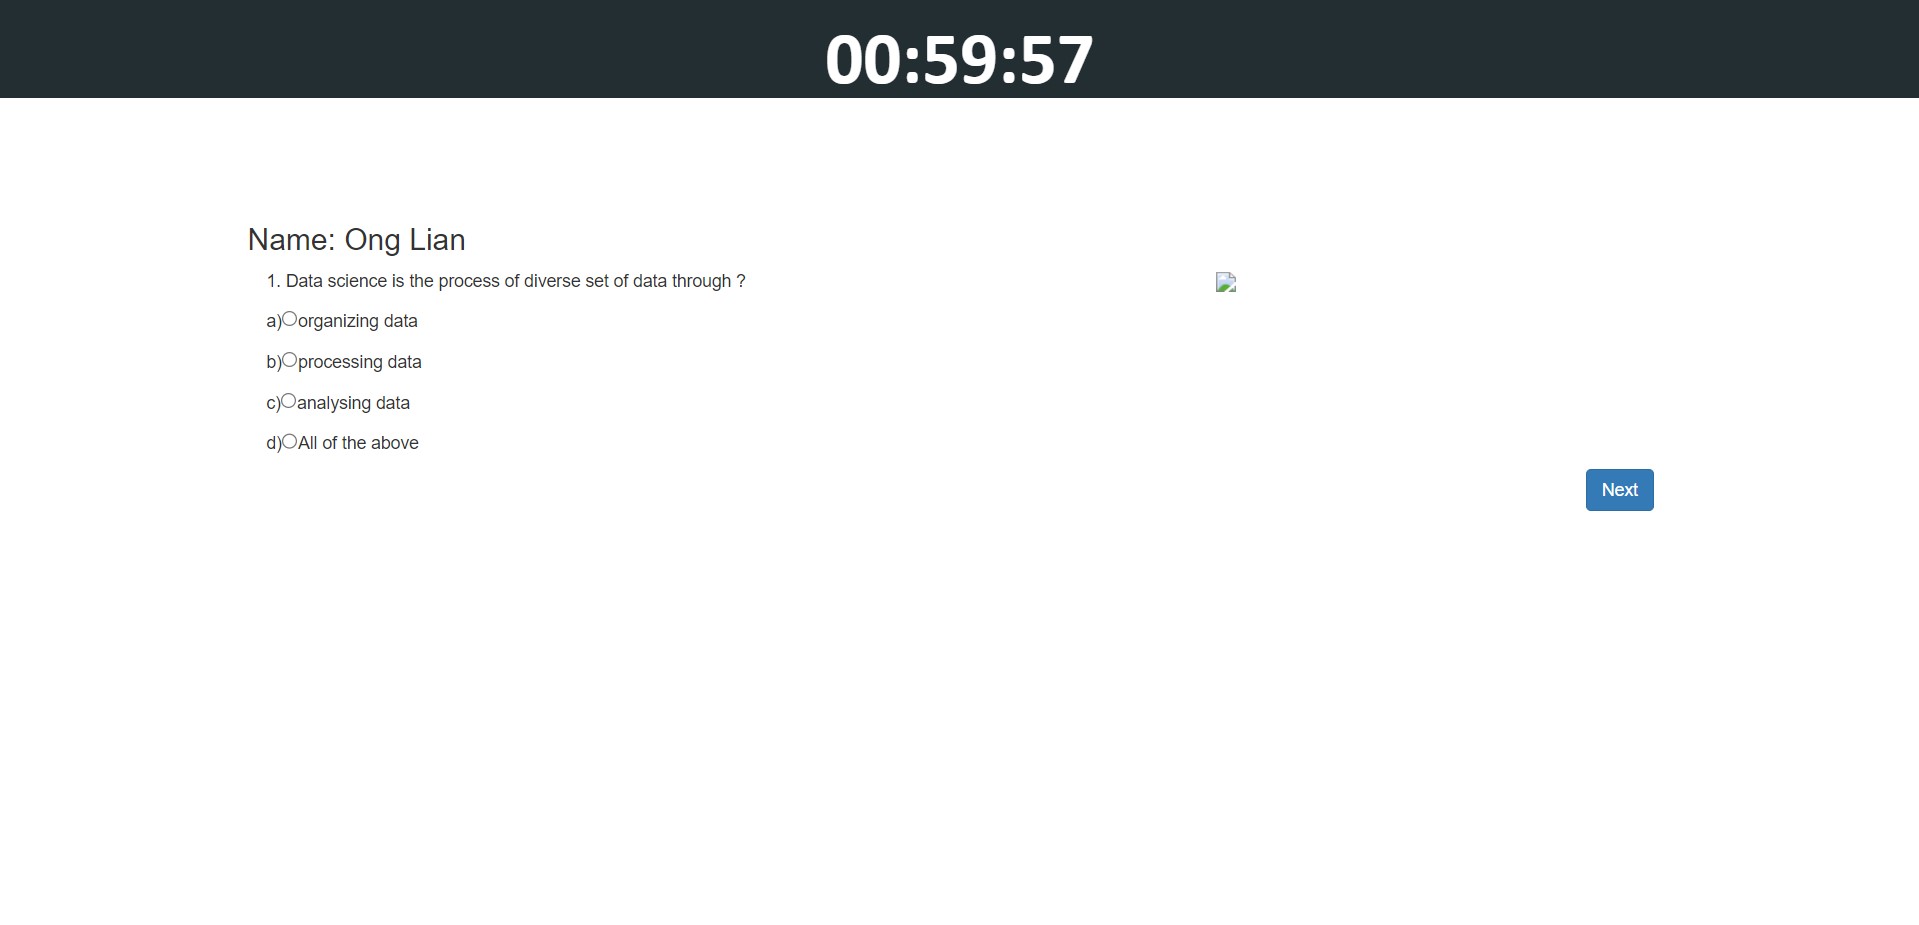 00:59:57
Name: Ong Lian
1. Data science is the process of diverse set of data through ?
a) organizing data
b) processing data
c) analysing data
d) All of the above
Next